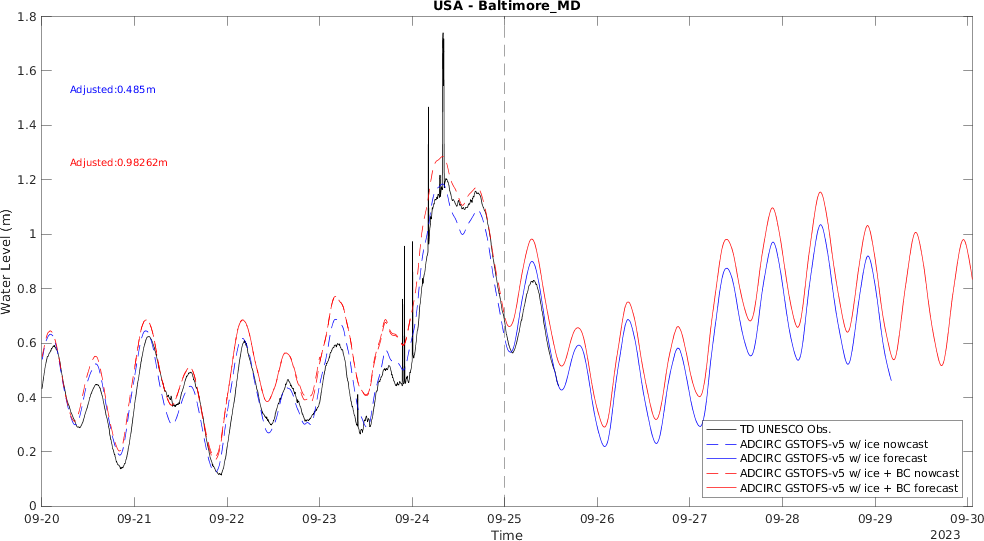 USA - Baltimore_MD
1.8
1.6
1.4
1.2
1
0.8
0.6
0.4
0.2
0
Water Level (m)
Adjusted:0.485m
Adjusted:0.98262m
TD UNESCO Obs.
ADCIRC GSTOFS-v5 w/ ice nowcast
ADCIRC GSTOFS-v5 w/ ice forecast
ADCIRC GSTOFS-v5 w/ ice + BC nowcast
ADCIRC GSTOFS-v5 w/ ice + BC forecast
09-20 09-21 09-22 09-23 09-24 09-25 09-26 09-27 09-28 09-29 09-30
Time
2023